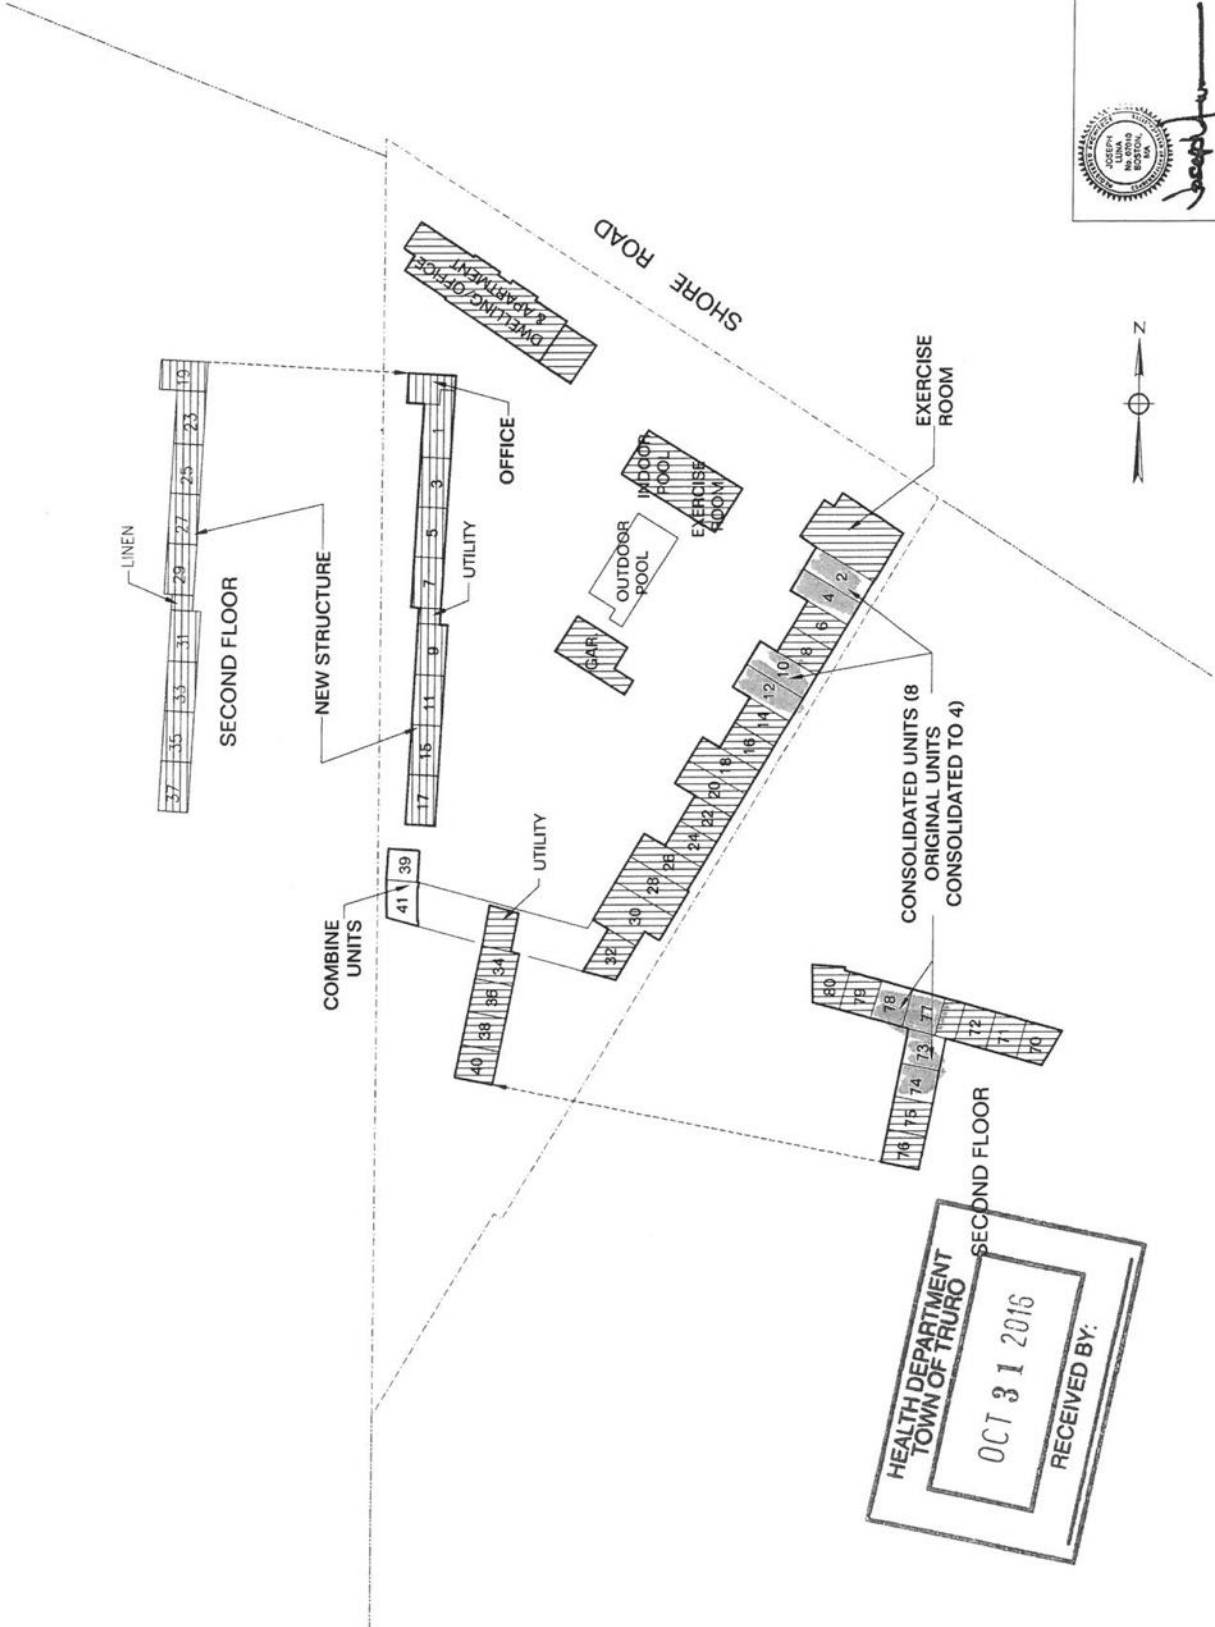 REGISTERED ARCHITECT
JOSEPH
LUNA
No. 07010
BOSTON,
MA
SHORE ROAD
DWELLING/OFFICE
& APARTMENT
19
23
25
27
29
31
33
35
37
LINEN
SECOND FLOOR
NEW STRUCTURE
OFFICE
1
3
5
7
9
11
15
17
UTILITY
COMBINE
UNITS
39
41
INDOOR
POOL
EXERCISE
ROOM
OUTDOOR
POOL
GAR.
EXERCISE
ROOM
N
2
4
6
8
10
12
14
16
18
20
22
24
26
28
30
32
UTILITY
34
36
38
40
CONSOLIDATED UNITS (8
ORIGINAL UNITS
CONSOLIDATED TO 4)
80
79
78
77
72
71
70
73
74
75
76
SECOND FLOOR
HEALTH DEPARTMENT
TOWN OF TRURO
OCT 31 2016
RECEIVED BY: